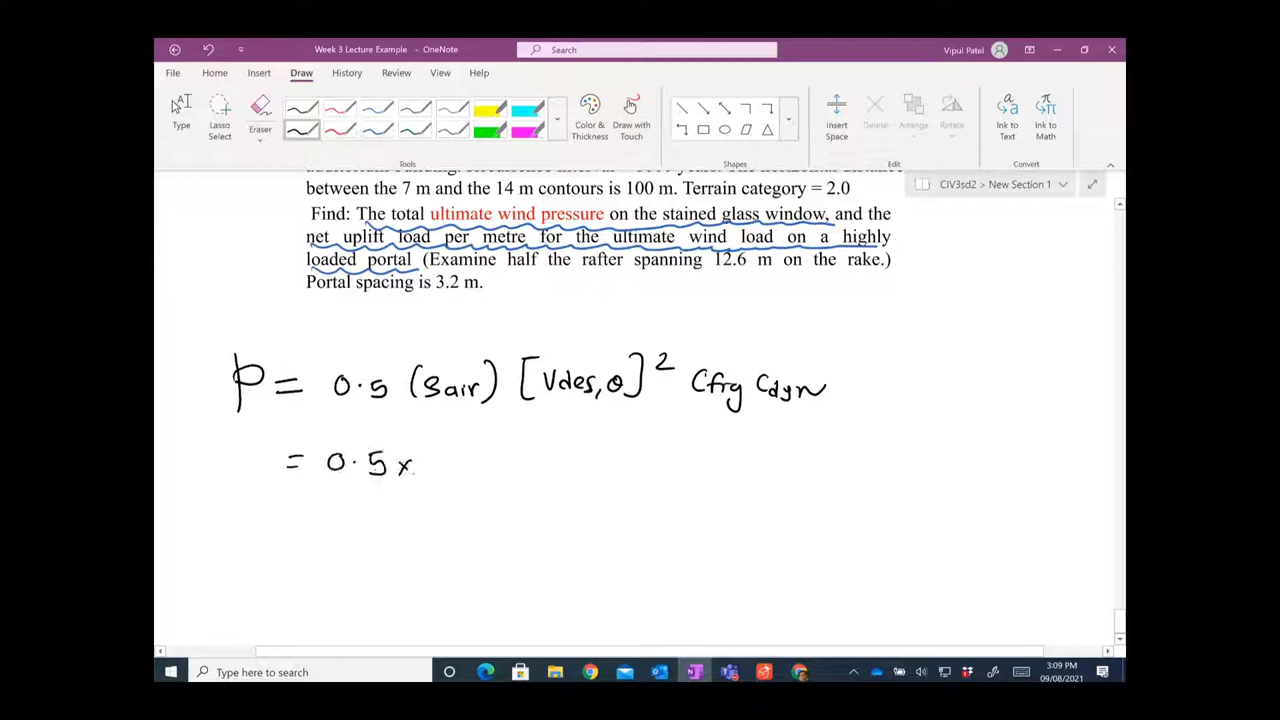 Week 3 Lecture Example - OneNote
Search
Vipul Patel
File Home Insert Draw History Review View Help
Type
Lasso Select
Eraser
Color & Thickness
Draw with Touch
Insert Space
Delete
Arrange
Rotate
Ink to Text
Ink to Math
Tools
Shapes
Edit
Convert
CIV3sd2 > New Section 1
between the 7 m and the 14 m contours is 100 m. Terrain category = 2.0
Find: The total ultimate wind pressure on the stained glass window, and the
net uplift load per metre for the ultimate wind load on a highly
loaded portal (Examine half the rafter spanning 12.6 m on the rake.)
Portal spacing is 3.2 m.
P = 0.5 (ρair) [Vdes,θ]² Cfig Cdyn
= 0.5 x
Type here to search
3:09 PM
09/08/2021